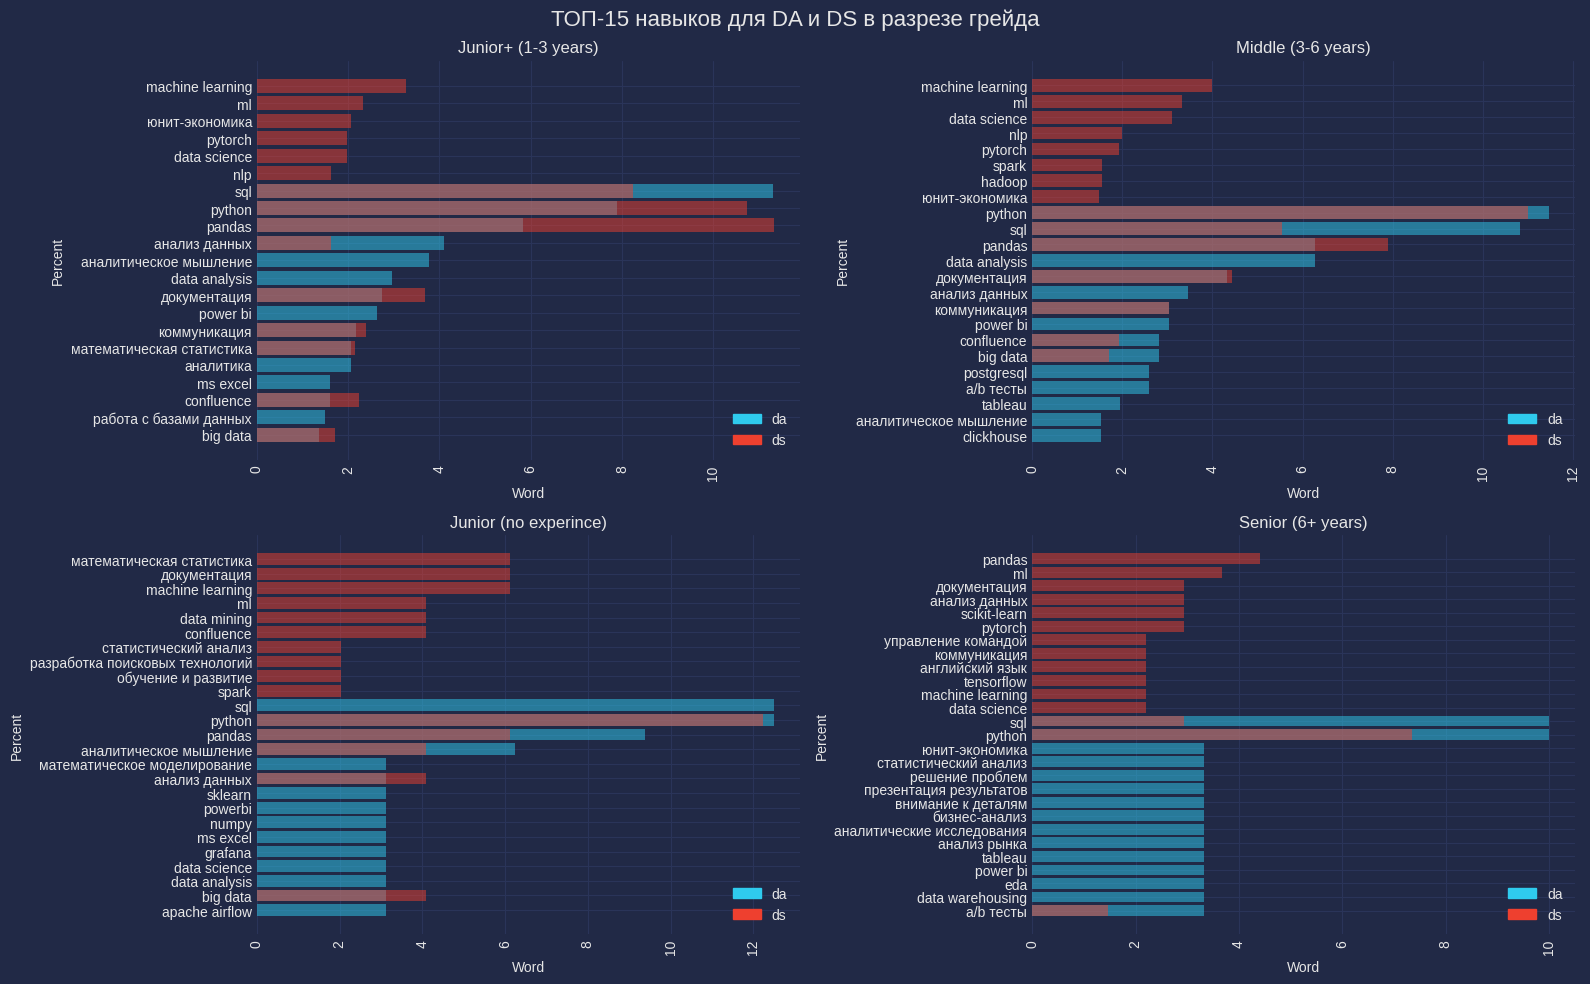 ТОП-15 навыков для DA и DS в разрезе грейда
Junior+ (1-3 years)
machine learning
ml
юнит-экономика
pytorch
data science
nlp
sql
python
pandas
анализ данных
аналитическое мышление
data analysis
документация
power bi
коммуникация
математическая статистика
аналитика
ms excel
confluence
работа с базами данных
big data
Percent
0 2 4 6 8 10
Word
da
ds
Middle (3-6 years)
machine learning
ml
data science
nlp
pytorch
spark
hadoop
юнит-экономика
python
sql
pandas
data analysis
документация
анализ данных
коммуникация
power bi
confluence
big data
postgresql
a/b тесты
tableau
аналитическое мышление
clickhouse
Percent
0 2 4 6 8 10 12
Word
da
ds
Junior (no experince)
математическая статистика
документация
machine learning
ml
data mining
confluence
статистический анализ
разработка поисковых технологий
обучение и развитие
spark
sql
python
pandas
аналитическое мышление
математическое моделирование
анализ данных
sklearn
powerbi
numpy
ms excel
grafana
data science
data analysis
big data
apache airflow
Percent
0 2 4 6 8 10 12
Word
da
ds
Senior (6+ years)
pandas
ml
документация
анализ данных
scikit-learn
pytorch
управление командой
коммуникация
английский язык
tensorflow
machine learning
data science
sql
python
юнит-экономика
статистический анализ
решение проблем
презентация результатов
внимание к деталям
бизнес-анализ
аналитические исследования
анализ рынка
tableau
power bi
eda
data warehousing
a/b тесты
Percent
0 2 4 6 8 10
Word
da
ds